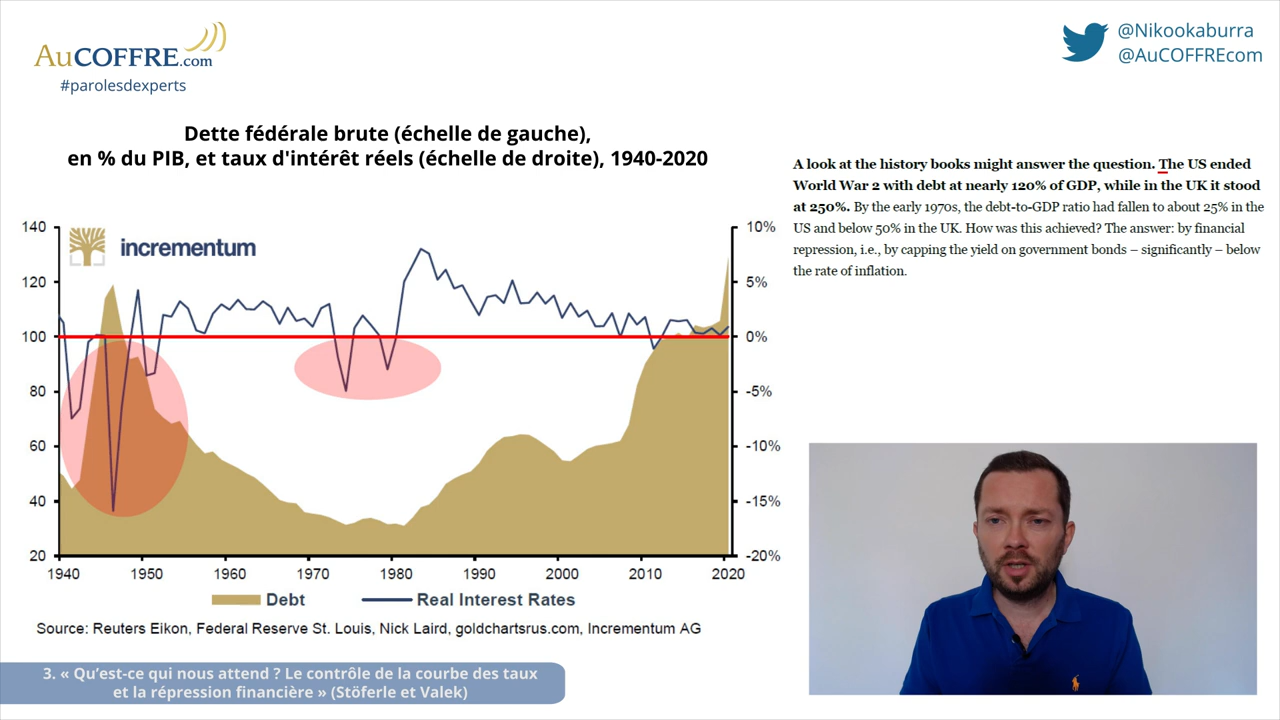 AuCOFFRE.com
#parolesdexperts
@Nikookaburra
@AuCOFFREcom
Dette fédérale brute (échelle de gauche),
en % du PIB, et taux d'intérêt réels (échelle de droite), 1940-2020
incrementum
140
120
100
80
60
40
20
10%
5%
0%
-5%
-10%
-15%
-20%
1940 1950 1960 1970 1980 1990 2000 2010 2020
Debt Real Interest Rates
Source: Reuters Eikon, Federal Reserve St. Louis, Nick Laird, goldchartsrus.com, Incrementum AG
A look at the history books might answer the question. The US ended
World War 2 with debt at nearly 120% of GDP, while in the UK it stood
at 250%. By the early 1970s, the debt-to-GDP ratio had fallen to about 25% in the
US and below 50% in the UK. How was this achieved? The answer: by financial
repression, i.e., by capping the yield on government bonds – significantly – below
the rate of inflation.
3. « Qu’est-ce qui nous attend ? Le contrôle de la courbe des taux
et la répression financière » (Stöferle et Valek)